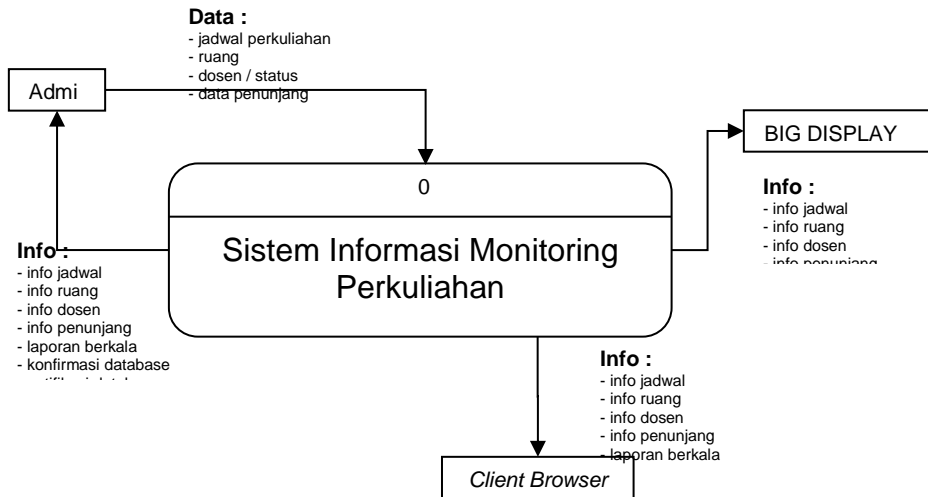 Data :
- jadwal perkuliahan
- ruang
- dosen / status
- data penunjang
Admi
BIG DISPLAY
0
Sistem Informasi Monitoring
Perkuliahan
Info :
- info jadwal
- info ruang
- info dosen
- info penunjang
Info :
- info jadwal
- info ruang
- info dosen
- info penunjang
- laporan berkala
- konfirmasi database
Info :
- info jadwal
- info ruang
- info dosen
- info penunjang
- laporan berkala
Client Browser